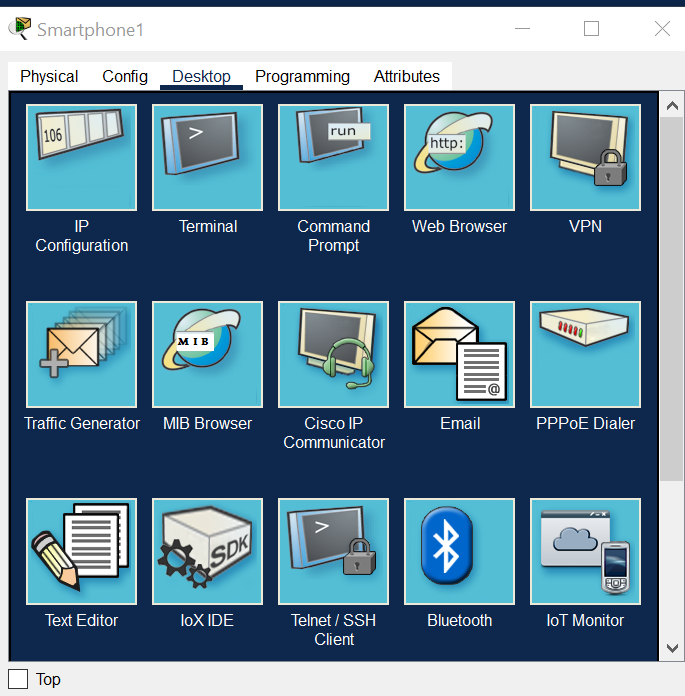 Smartphone1
Physical Config Desktop Programming Attributes
106
>
run
http:
IP
Configuration
Terminal
Command
Prompt
Web Browser
VPN
MIB
@
Traffic Generator
MIB Browser
Cisco IP
Communicator
Email
PPPoE Dialer
SDK
>
Text Editor
IoX IDE
Telnet / SSH
Client
Bluetooth
IoT Monitor
Top